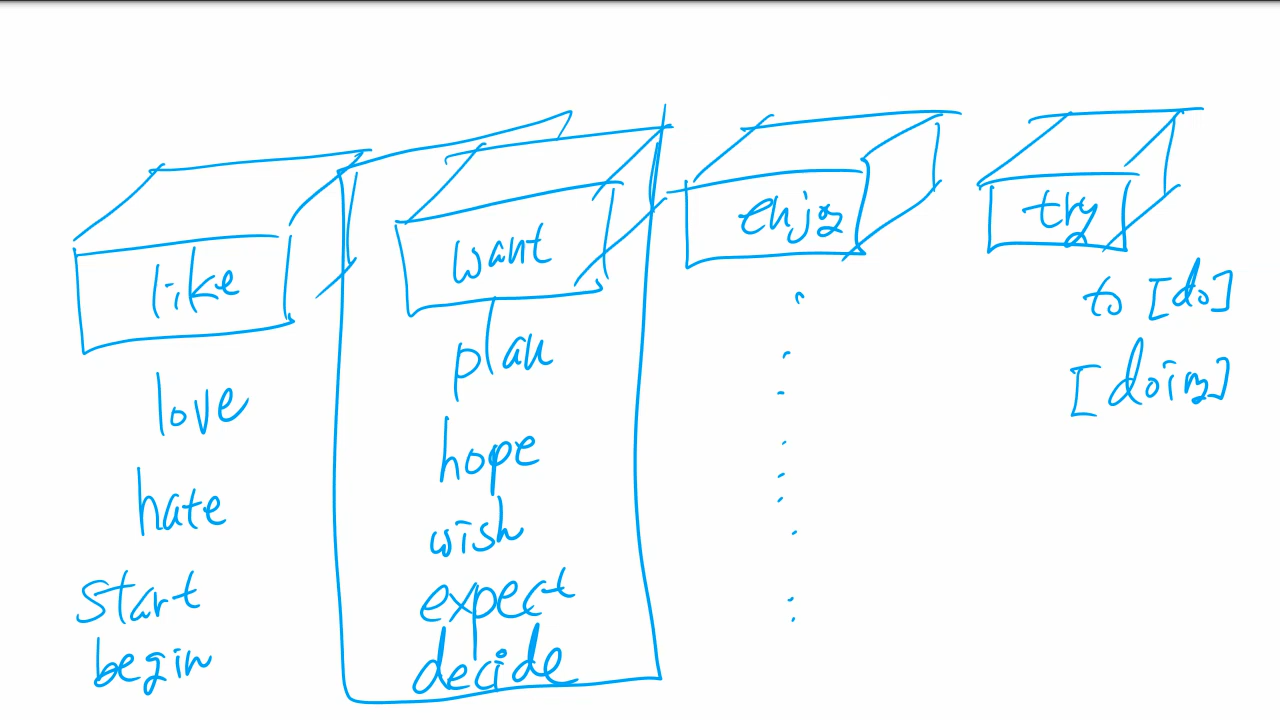 like
love
hate
start
begin
want
plan
hope
wish
expect
decide
enjoy
try
to [do]
[doing]